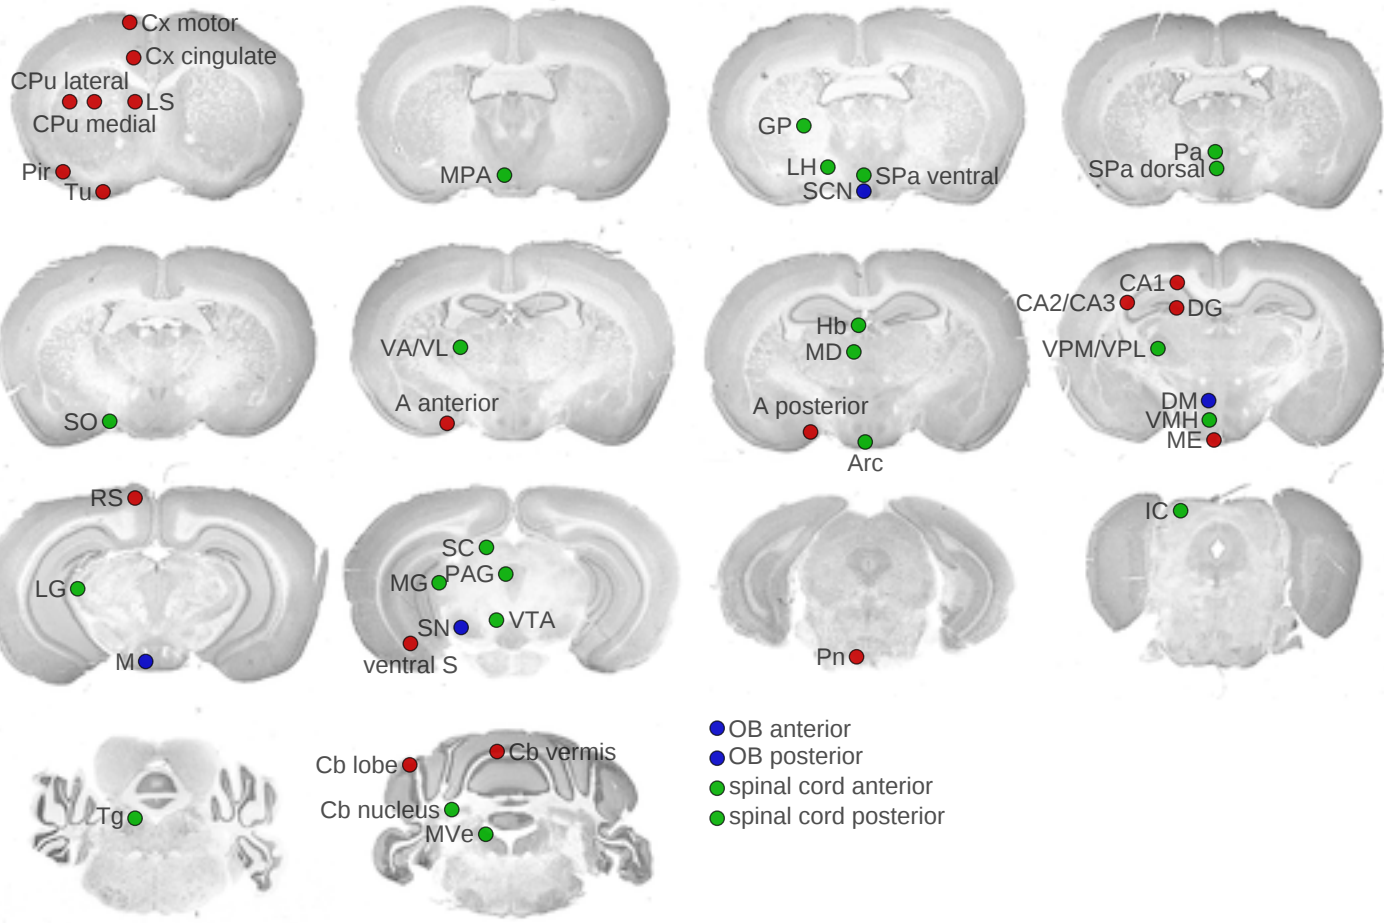 Cx motor
Cx cingulate
CPu lateral
LS
CPu medial
Pir
Tu
MPA
GP
LH
SPa ventral
SCN
Pa
SPa dorsal
SO
VA/VL
A anterior
Hb
MD
A posterior
Arc
CA1
CA2/CA3
DG
VPM/VPL
DM
VMH
ME
RS
LG
M
SC
MG
PAG
SN
VTA
ventral S
Pn
IC
Tg
Cb lobe
Cb vermis
Cb nucleus
MVe
OB anterior
OB posterior
spinal cord anterior
spinal cord posterior